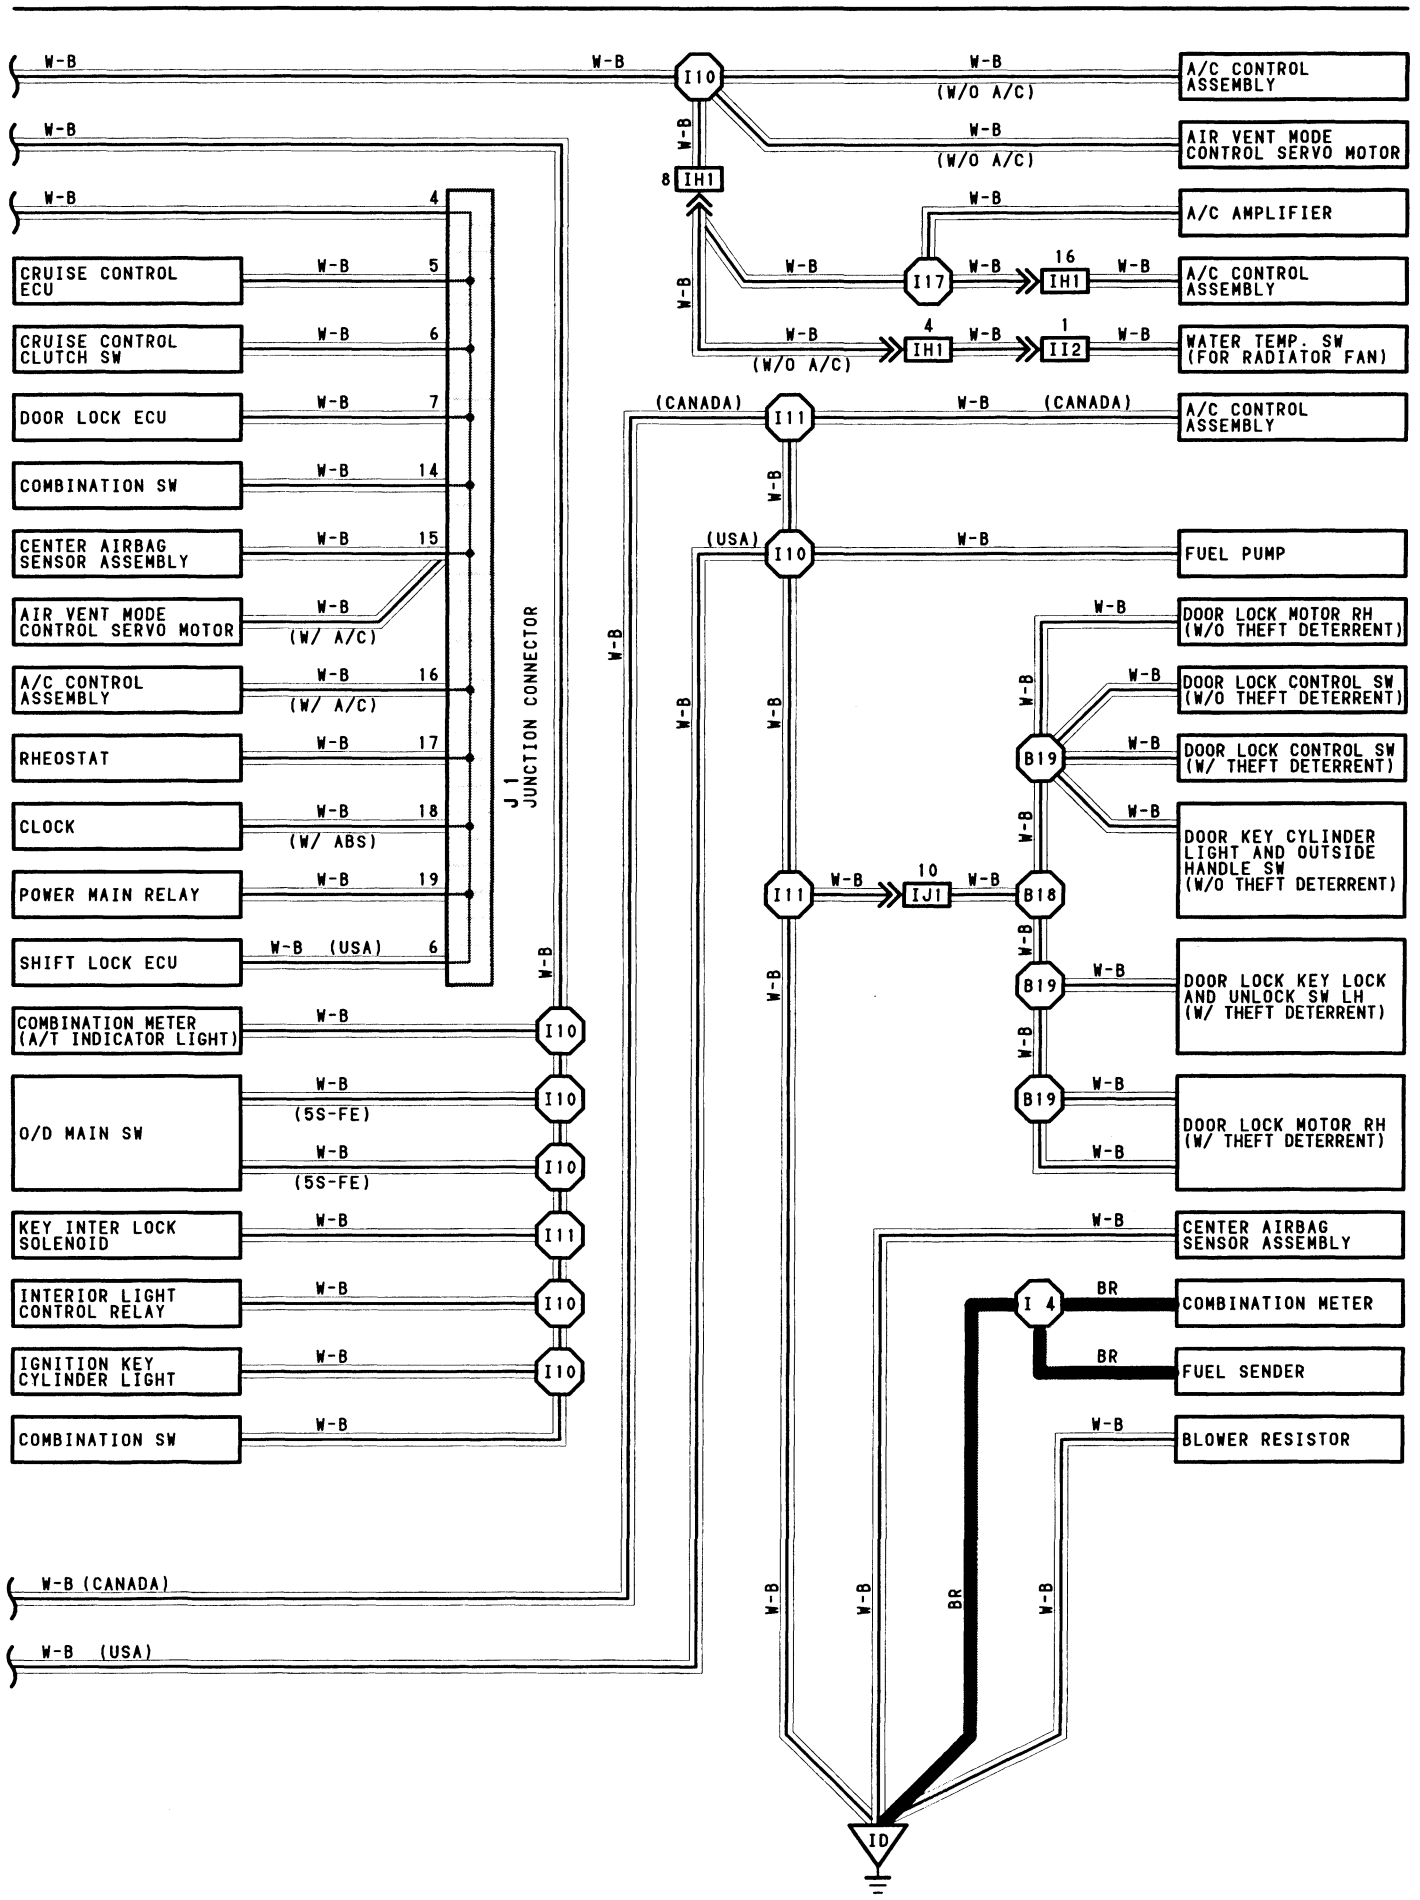 W-B
W-B
I10
W-B
(W/O A/C)
A/C CONTROL
ASSEMBLY
W-B
W-B
W-B
(W/O A/C)
AIR VENT MODE
CONTROL SERVO MOTOR
8
IH1
W-B
4
W-B
A/C AMPLIFIER
CRUISE CONTROL
ECU
W-B
5
W-B
W-B
I17
W-B
16
IH1
W-B
A/C CONTROL
ASSEMBLY
CRUISE CONTROL
CLUTCH SW
W-B
6
W-B
(W/O A/C)
4
IH1
W-B
1
II2
W-B
WATER TEMP. SW
(FOR RADIATOR FAN)
DOOR LOCK ECU
W-B
7
(CANADA)
I11
W-B
(CANADA)
A/C CONTROL
ASSEMBLY
COMBINATION SW
W-B
14
W-B
CENTER AIRBAG
SENSOR ASSEMBLY
W-B
15
(USA)
I10
W-B
FUEL PUMP
AIR VENT MODE
CONTROL SERVO MOTOR
W-B
(W/ A/C)
J1
JUNCTION CONNECTOR
W-B
W-B
DOOR LOCK MOTOR RH
(W/O THEFT DETERRENT)
A/C CONTROL
ASSEMBLY
W-B
(W/ A/C)
16
W-B
W-B
W-B
W-B
DOOR LOCK CONTROL SW
(W/O THEFT DETERRENT)
RHEOSTAT
W-B
17
B19
W-B
DOOR LOCK CONTROL SW
(W/ THEFT DETERRENT)
CLOCK
W-B
(W/ ABS)
18
W-B
W-B
DOOR KEY CYLINDER
LIGHT AND OUTSIDE
HANDLE SW
(W/O THEFT DETERRENT)
POWER MAIN RELAY
W-B
19
I11
W-B
10
IJ1
W-B
B18
SHIFT LOCK ECU
W-B (USA)
6
W-B
W-B
W-B
B19
W-B
DOOR LOCK KEY LOCK
AND UNLOCK SW LH
(W/ THEFT DETERRENT)
COMBINATION METER
(A/T INDICATOR LIGHT)
W-B
I10
W-B
O/D MAIN SW
W-B
(5S-FE)
I10
W-B
(5S-FE)
I10
B19
W-B
W-B
DOOR LOCK MOTOR RH
(W/ THEFT DETERRENT)
KEY INTER LOCK
SOLENOID
W-B
I11
W-B
CENTER AIRBAG
SENSOR ASSEMBLY
INTERIOR LIGHT
CONTROL RELAY
W-B
I10
I 4
BR
COMBINATION METER
IGNITION KEY
CYLINDER LIGHT
W-B
I10
BR
FUEL SENDER
COMBINATION SW
W-B
W-B
BLOWER RESISTOR
W-B (CANADA)
W-B
W-B
BR
W-B
W-B (USA)
ID